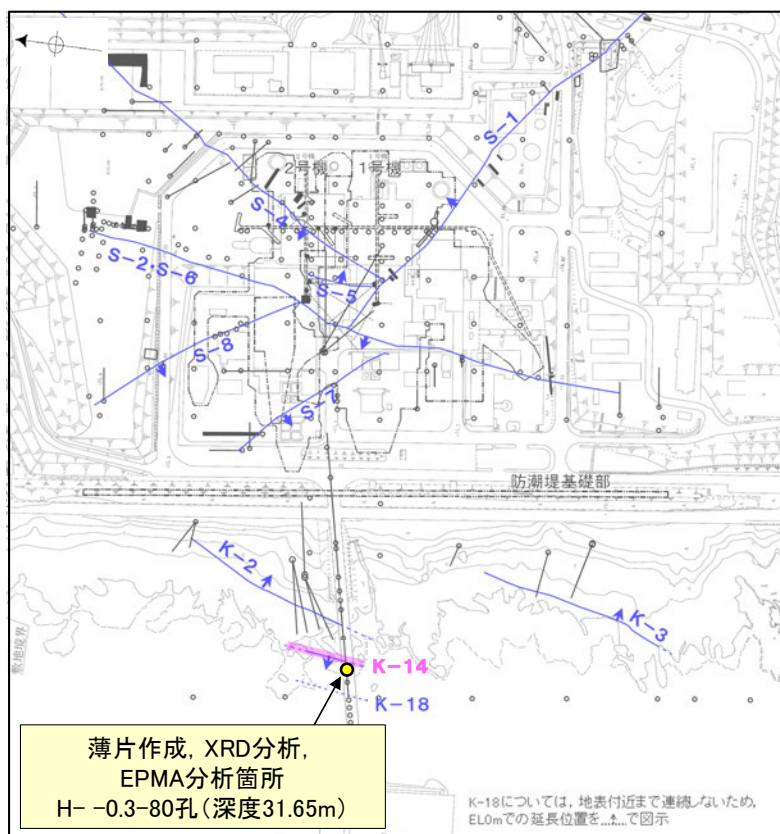 S-1
2号機
1号機
S-4
S-2・S-6
S-5
S-8
S-7
防潮堤基礎部
K-2
K-3
敷地境界
K-14
K-18
薄片作成, XRD分析,
EPMA分析箇所
H- -0.3-80孔(深度31.65m)
K-18については, 地表付近まで連続しないため,
EL0mでの延長位置を…▲…で図示